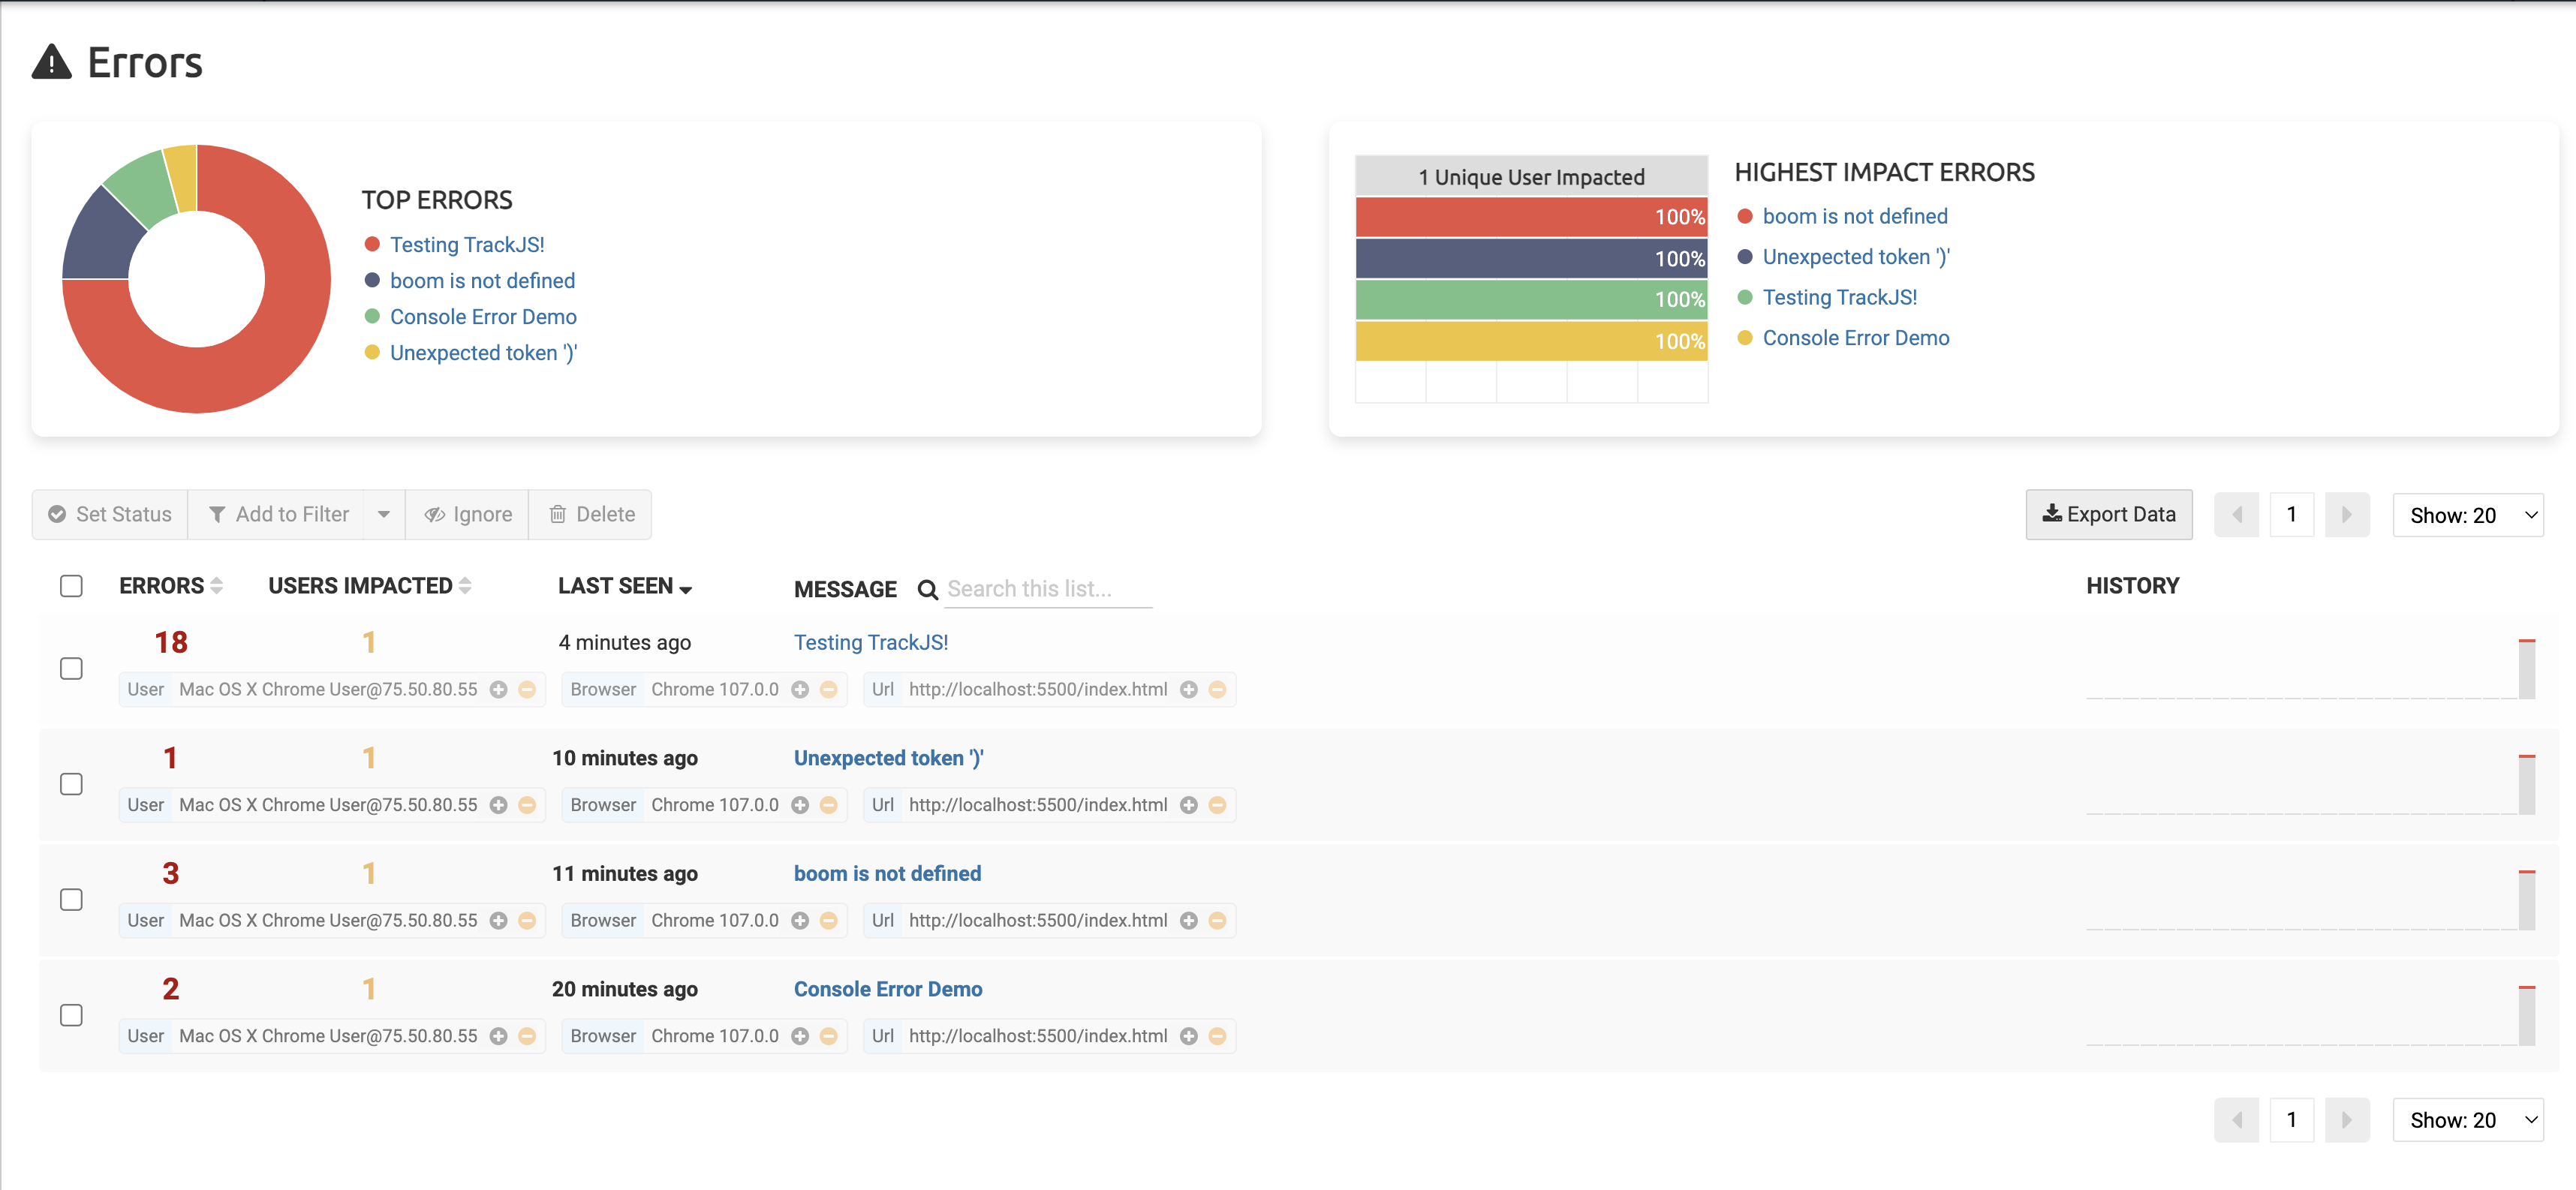 Errors
TOP ERRORS
Testing TrackJS!
boom is not defined
Console Error Demo
Unexpected token ')'
1 Unique User Impacted
100%
100%
100%
100%
HIGHEST IMPACT ERRORS
boom is not defined
Unexpected token ')'
Testing TrackJS!
Console Error Demo
Set Status Add to Filter Ignore Delete Export Data 1 Show: 20
ERRORS USERS IMPACTED LAST SEEN MESSAGE Search this list... HISTORY
18 1 4 minutes ago Testing TrackJS!
User Mac OS X Chrome User@75.50.80.55 Browser Chrome 107.0.0 Url http://localhost:5500/index.html
1 1 10 minutes ago Unexpected token ')'
User Mac OS X Chrome User@75.50.80.55 Browser Chrome 107.0.0 Url http://localhost:5500/index.html
3 1 11 minutes ago boom is not defined
User Mac OS X Chrome User@75.50.80.55 Browser Chrome 107.0.0 Url http://localhost:5500/index.html
2 1 20 minutes ago Console Error Demo
User Mac OS X Chrome User@75.50.80.55 Browser Chrome 107.0.0 Url http://localhost:5500/index.html
1 Show: 20